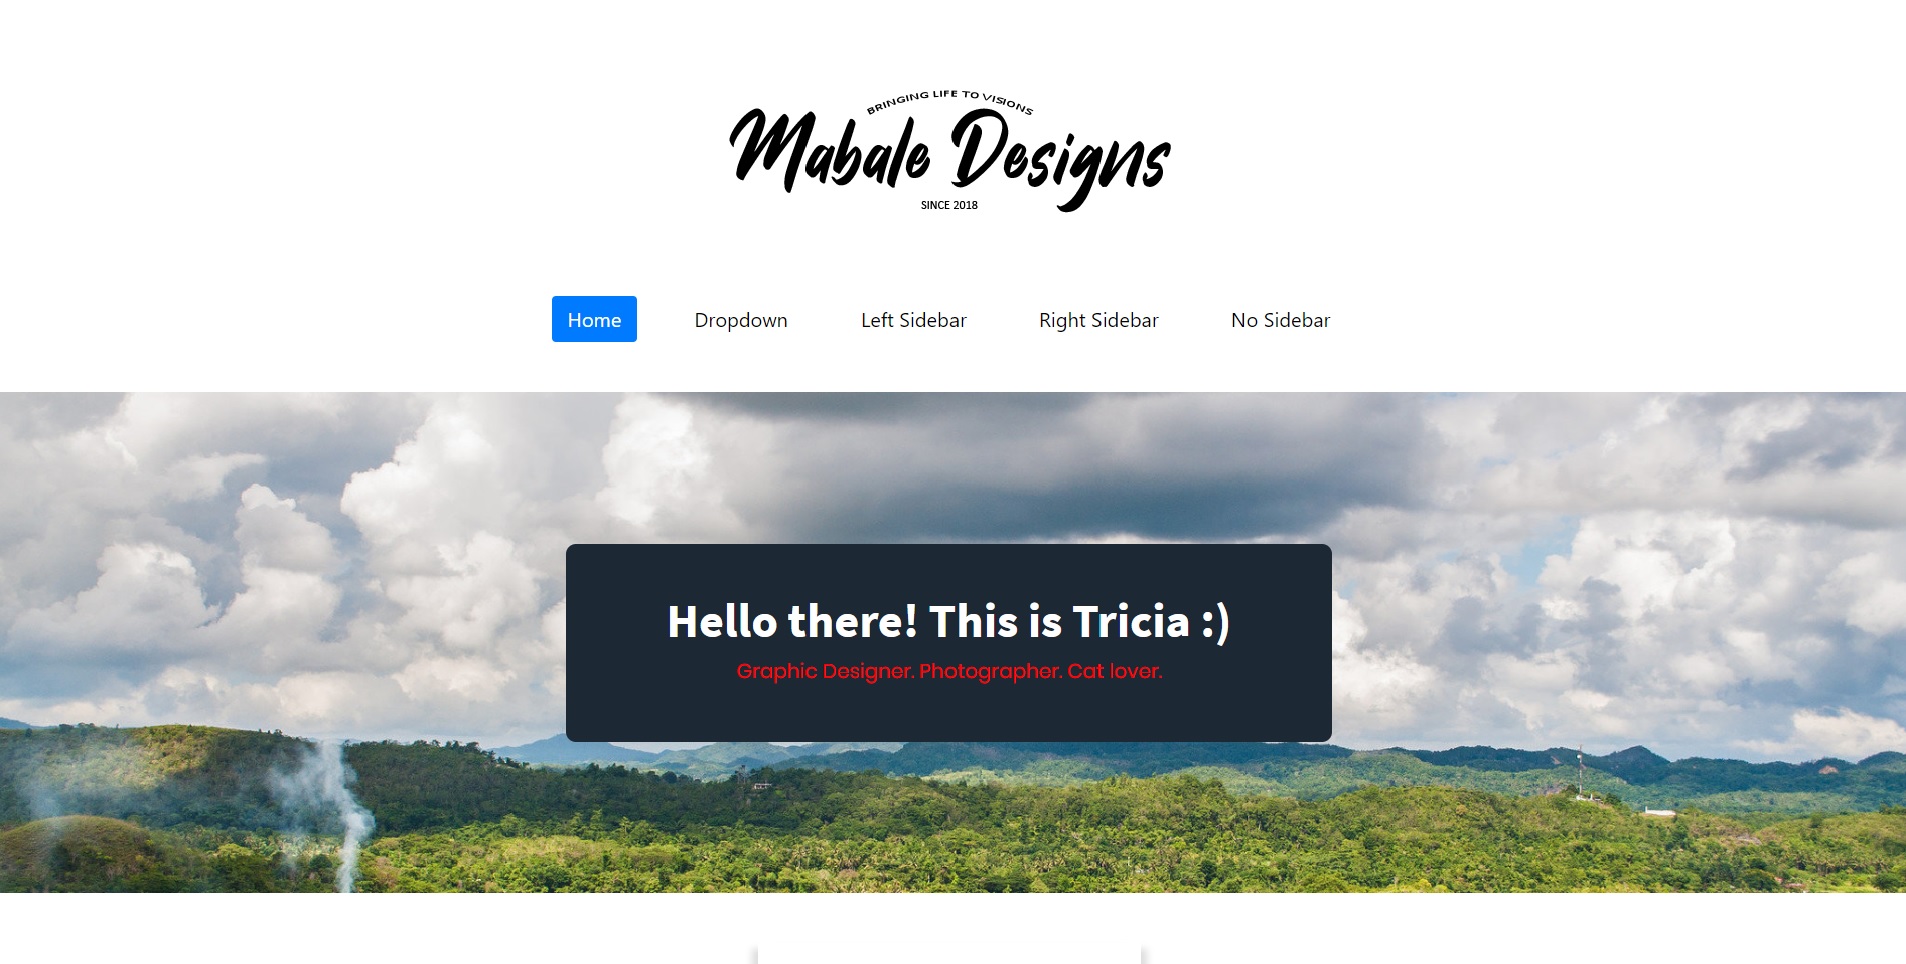 BRINGING LIFE TO VISIONS
Mabale Designs
SINCE 2018
Home Dropdown Left Sidebar Right Sidebar No Sidebar
Hello there! This is Tricia :)
Graphic Designer. Photographer. Cat lover.